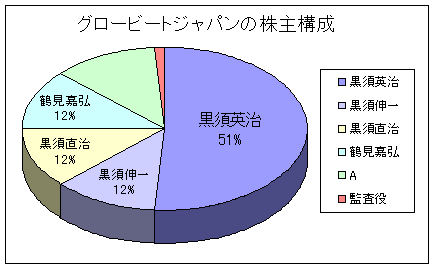 グロービートジャパンの株主構成
黒須英治
51%
黒須伸一
12%
黒須直治
12%
鶴見嘉弘
12%
黒須英治
黒須伸一
黒須直治
鶴見嘉弘
A
監査役